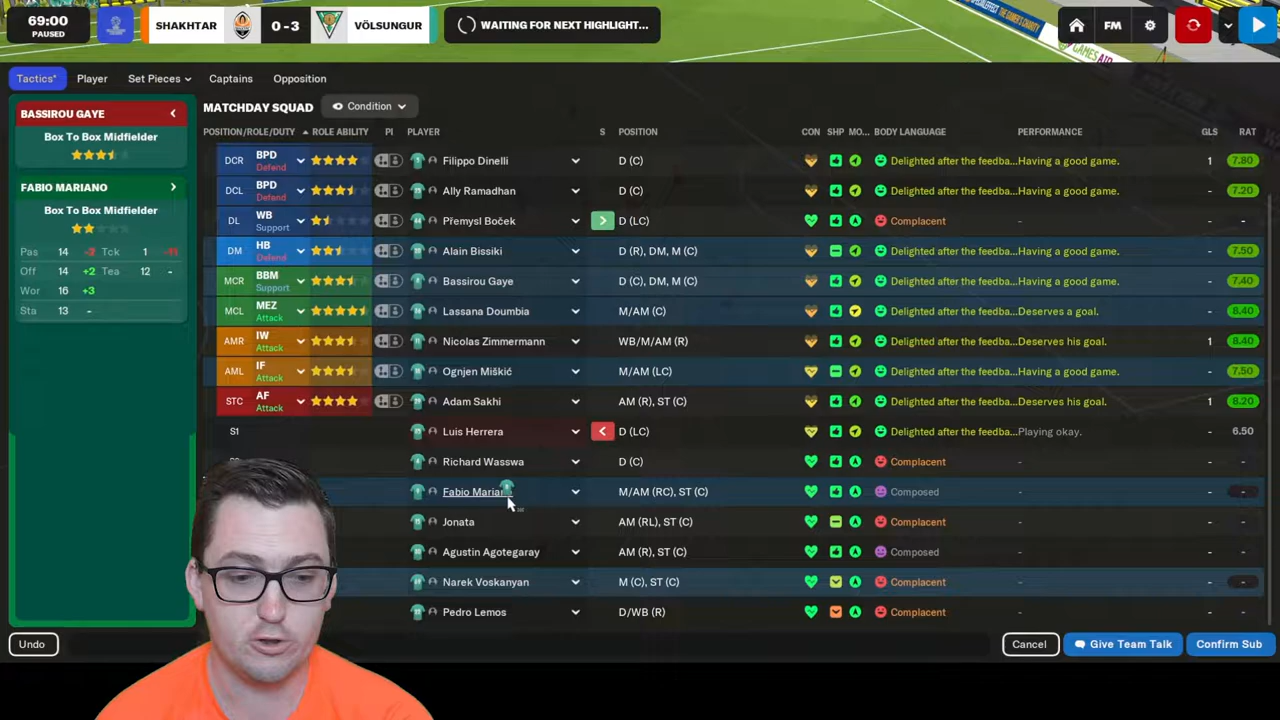 69:00
PAUSED
SHAKHTAR
0 - 3
VÖLSUNGUR
WAITING FOR NEXT HIGHLIGHT...
FM
Tactics*
Player
Set Pieces
Captains
Opposition
BASSIROU GAYE
Box To Box Midfielder
FABIO MARIANO
Box To Box Midfielder
Pas 14 -2 Tck 1 -11
Off 14 +2 Tea 12 -
Wor 16 +3
Sta 13 -
MATCHDAY SQUAD
Condition
POSITION/ROLE/DUTY ROLE ABILITY PI PLAYER S POSITION CON SHP MO... BODY LANGUAGE PERFORMANCE GLS RAT
DCR BPD Defend Filippo Dinelli D (C) Delighted after the feedba... Having a good game. 1 7.80
DCL BPD Defend Ally Ramadhan D (C) Delighted after the feedba... Having a good game. - 7.20
DL WB Support Přemysl Boček D (LC) Complacent - - -
DM HB Defend Alain Bissiki D (R), DM, M (C) Delighted after the feedba... Having a good game. - 7.50
MCR BBM Support Bassirou Gaye D (C), DM, M (C) Delighted after the feedba... Having a good game. - 7.40
MCL MEZ Attack Lassana Doumbia M/AM (C) Delighted after the feedba... Deserves a goal. - 8.40
AMR IW Attack Nicolas Zimmermann WB/M/AM (R) Delighted after the feedba... Deserves his goal. 1 8.40
AML IF Attack Ognjen Miškić M/AM (LC) Delighted after the feedba... Having a good game. - 7.50
STC AF Attack Adam Sakhi AM (R), ST (C) Delighted after the feedba... Deserves his goal. 1 8.20
S1 Luis Herrera D (LC) Delighted after the feedba... Playing okay. - 6.50
Richard Wasswa D (C) Complacent - - -
Fabio Marian M/AM (RC), ST (C) Composed - - -
Jonata AM (RL), ST (C) Complacent - - -
Agustin Agotegaray AM (R), ST (C) Composed - - -
Narek Voskanyan M (C), ST (C) Complacent - - -
Pedro Lemos D/WB (R) Complacent - - -
Undo
Cancel
Give Team Talk
Confirm Sub